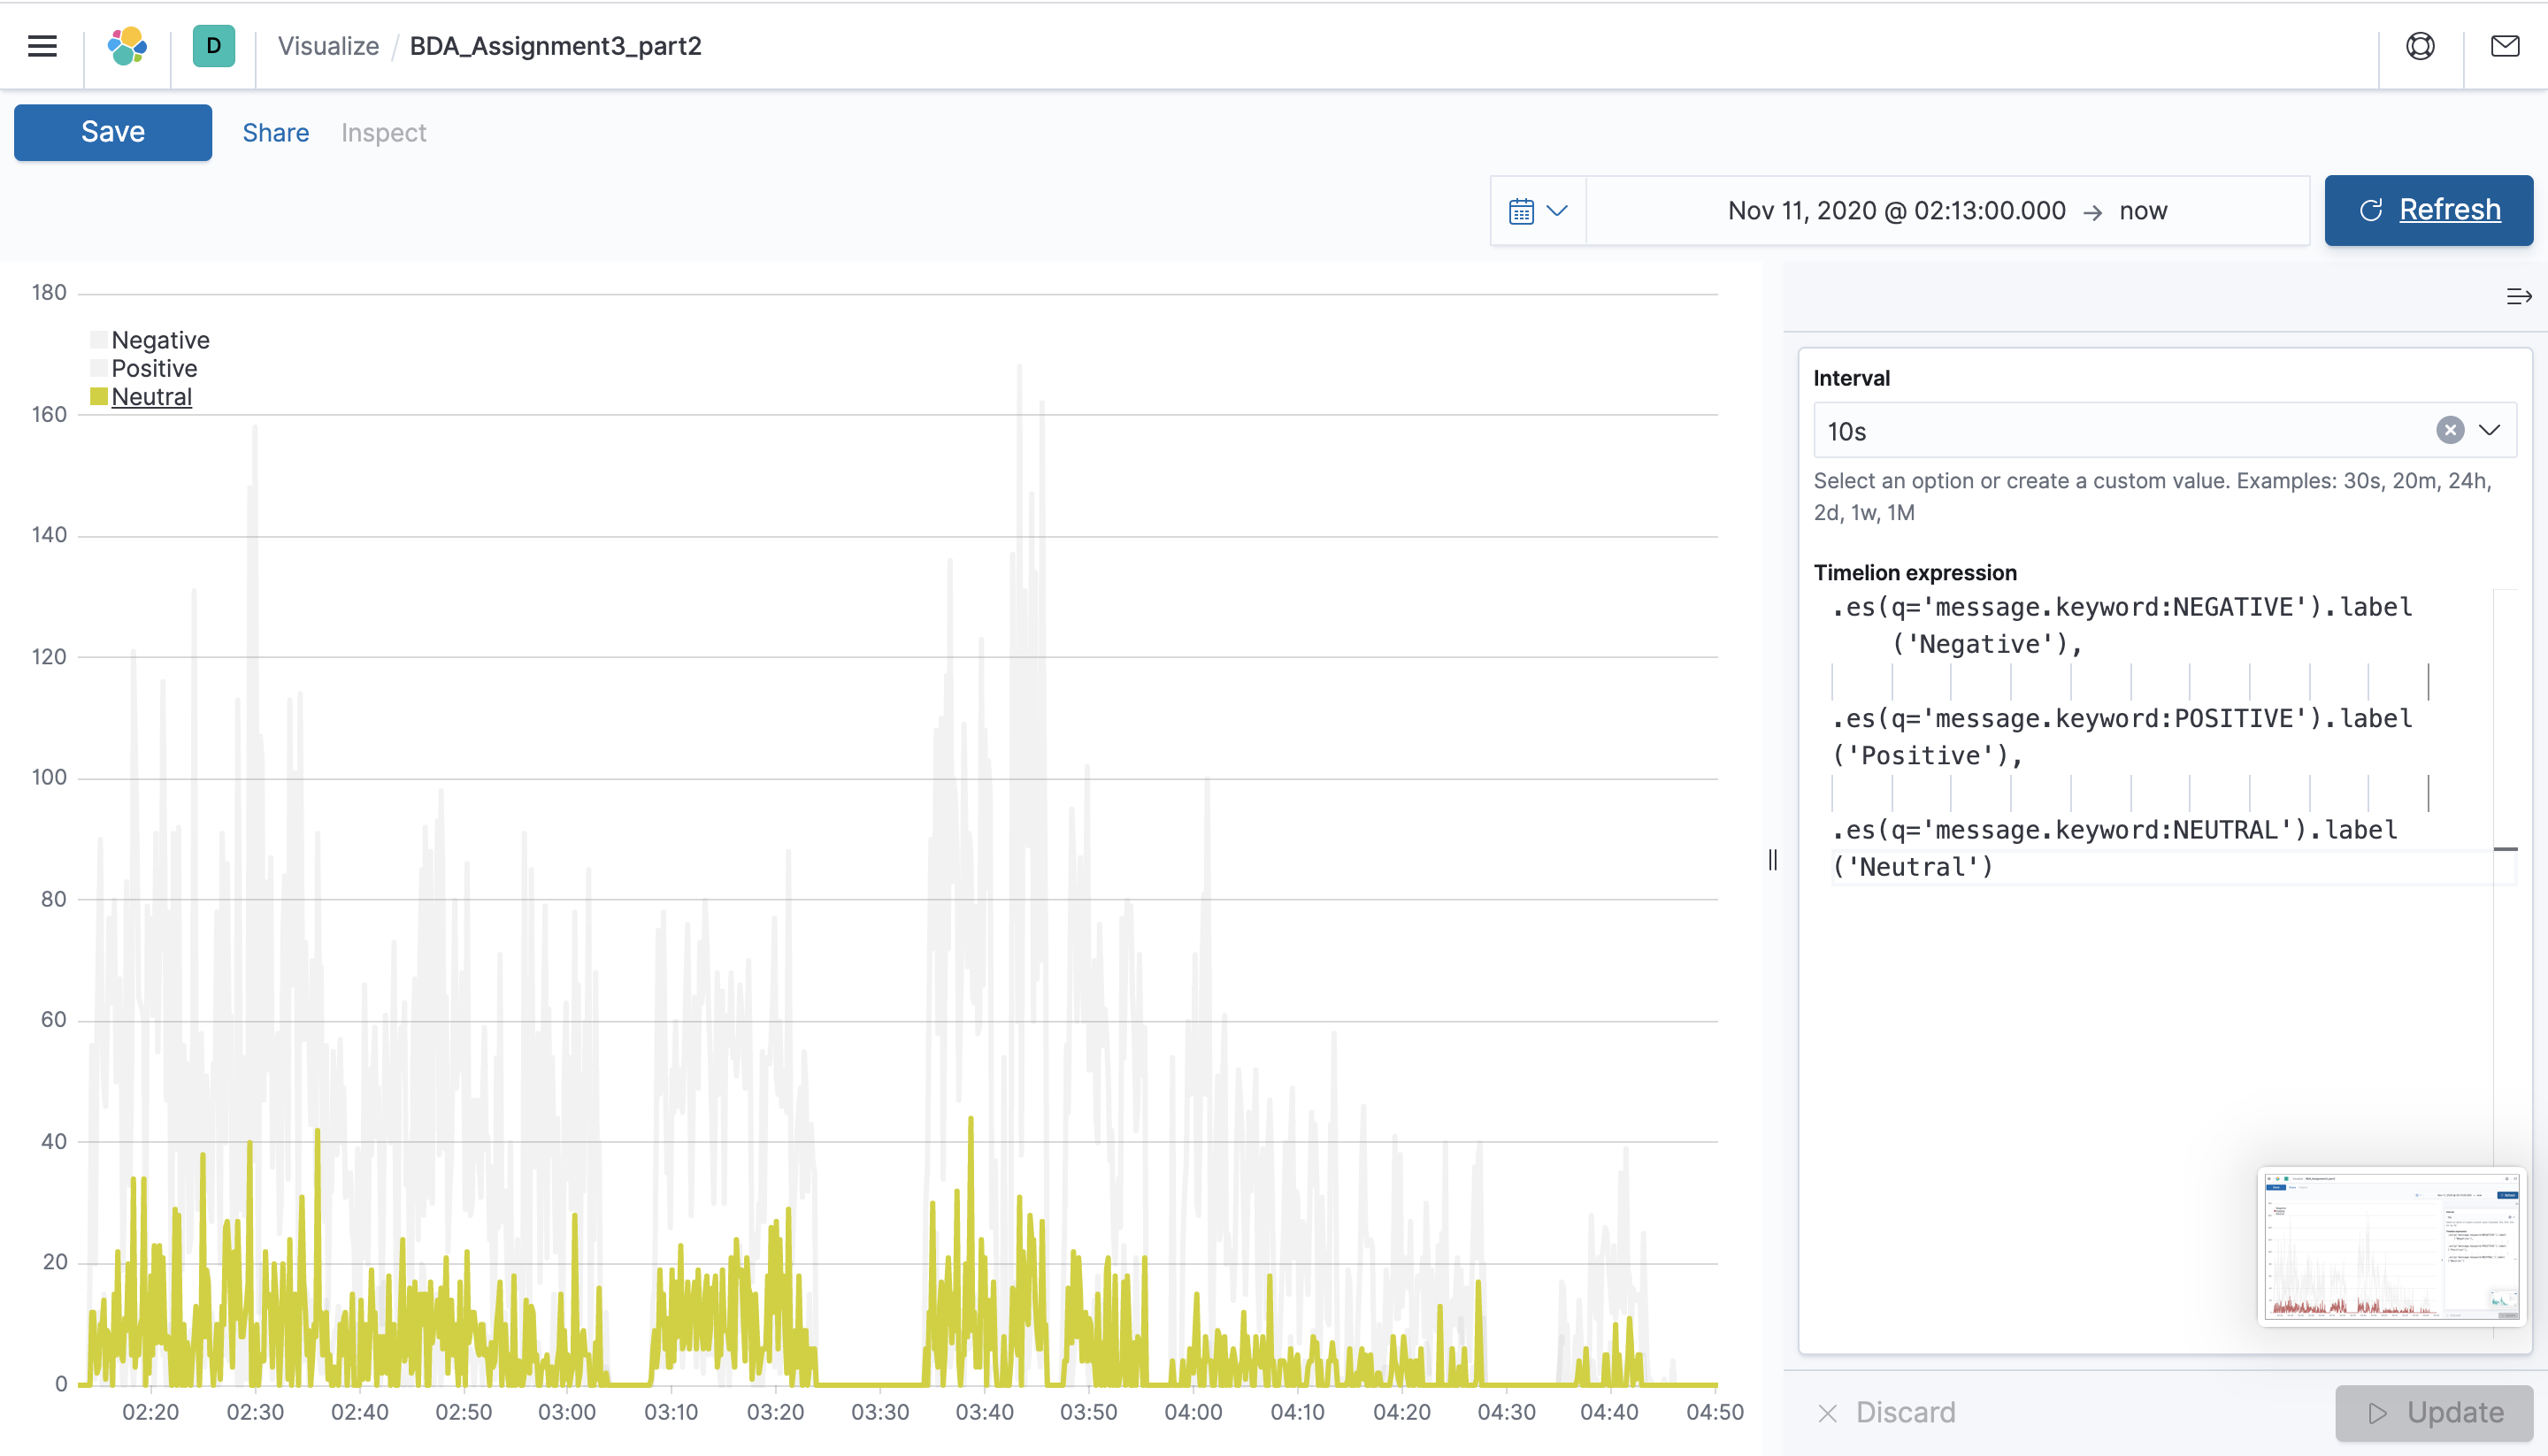 D
Visualize / BDA_Assignment3_part2
Save Share Inspect
Nov 11, 2020 @ 02:13:00.000 → now
Refresh
180
160
140
120
100
80
60
40
20
0
Negative
Positive
Neutral
02:20 02:30 02:40 02:50 03:00 03:10 03:20 03:30 03:40 03:50 04:00 04:10 04:20 04:30 04:40 04:50
Interval
10s
Select an option or create a custom value. Examples: 30s, 20m, 24h,
2d, 1w, 1M
Timelion expression
.es(q='message.keyword:NEGATIVE').label
('Negative'),
.es(q='message.keyword:POSITIVE').label
('Positive'),
.es(q='message.keyword:NEUTRAL').label
('Neutral')
Discard
Update